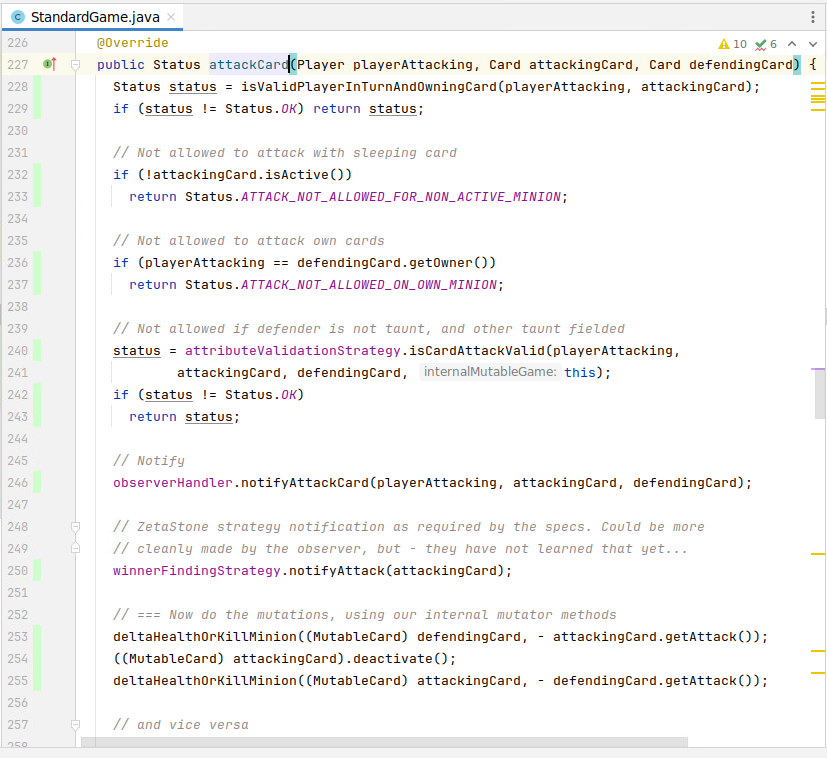 StandardGame.java
226 @Override 10 6
227 public Status attackCard(Player playerAttacking, Card attackingCard, Card defendingCard) {
228 Status status = isValidPlayerInTurnAndOwningCard(playerAttacking, attackingCard);
229 if (status != Status.OK) return status;
230
231 // Not allowed to attack with sleeping card
232 if (!attackingCard.isActive())
233 return Status.ATTACK_NOT_ALLOWED_FOR_NON_ACTIVE_MINION;
234
235 // Not allowed to attack own cards
236 if (playerAttacking == defendingCard.getOwner())
237 return Status.ATTACK_NOT_ALLOWED_ON_OWN_MINION;
238
239 // Not allowed if defender is not taunt, and other taunt fielded
240 status = attributeValidationStrategy.isCardAttackValid(playerAttacking,
241 attackingCard, defendingCard, internalMutableGame: this);
242 if (status != Status.OK)
243 return status;
244
245 // Notify
246 observerHandler.notifyAttackCard(playerAttacking, attackingCard, defendingCard);
247
248 // ZetaStone strategy notification as required by the specs. Could be more
249 // cleanly made by the observer, but - they have not learned that yet...
250 winnerFindingStrategy.notifyAttack(attackingCard);
251
252 // === Now do the mutations, using our internal mutator methods
253 deltaHealthOrKillMinion((MutableCard) defendingCard, - attackingCard.getAttack());
254 ((MutableCard) attackingCard).deactivate();
255 deltaHealthOrKillMinion((MutableCard) attackingCard, - defendingCard.getAttack());
256
257 // and vice versa
258